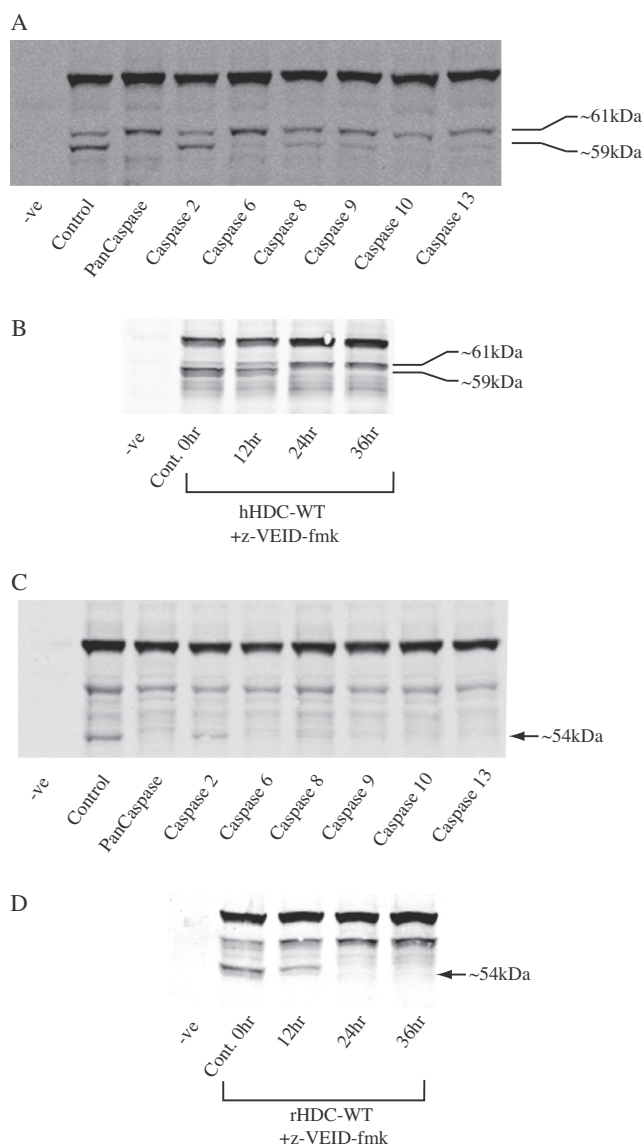 A
~61kDa
~59kDa
-ve
Control
PanCaspase
Caspase 2
Caspase 6
Caspase 8
Caspase 9
Caspase 10
Caspase 13
B
~61kDa
~59kDa
-ve
Cont. 0hr
12hr
24hr
36hr
hHDC-WT
+z-VEID-fmk
C
~54kDa
-ve
Control
PanCaspase
Caspase 2
Caspase 6
Caspase 8
Caspase 9
Caspase 10
Caspase 13
D
~54kDa
-ve
Cont. 0hr
12hr
24hr
36hr
rHDC-WT
+z-VEID-fmk